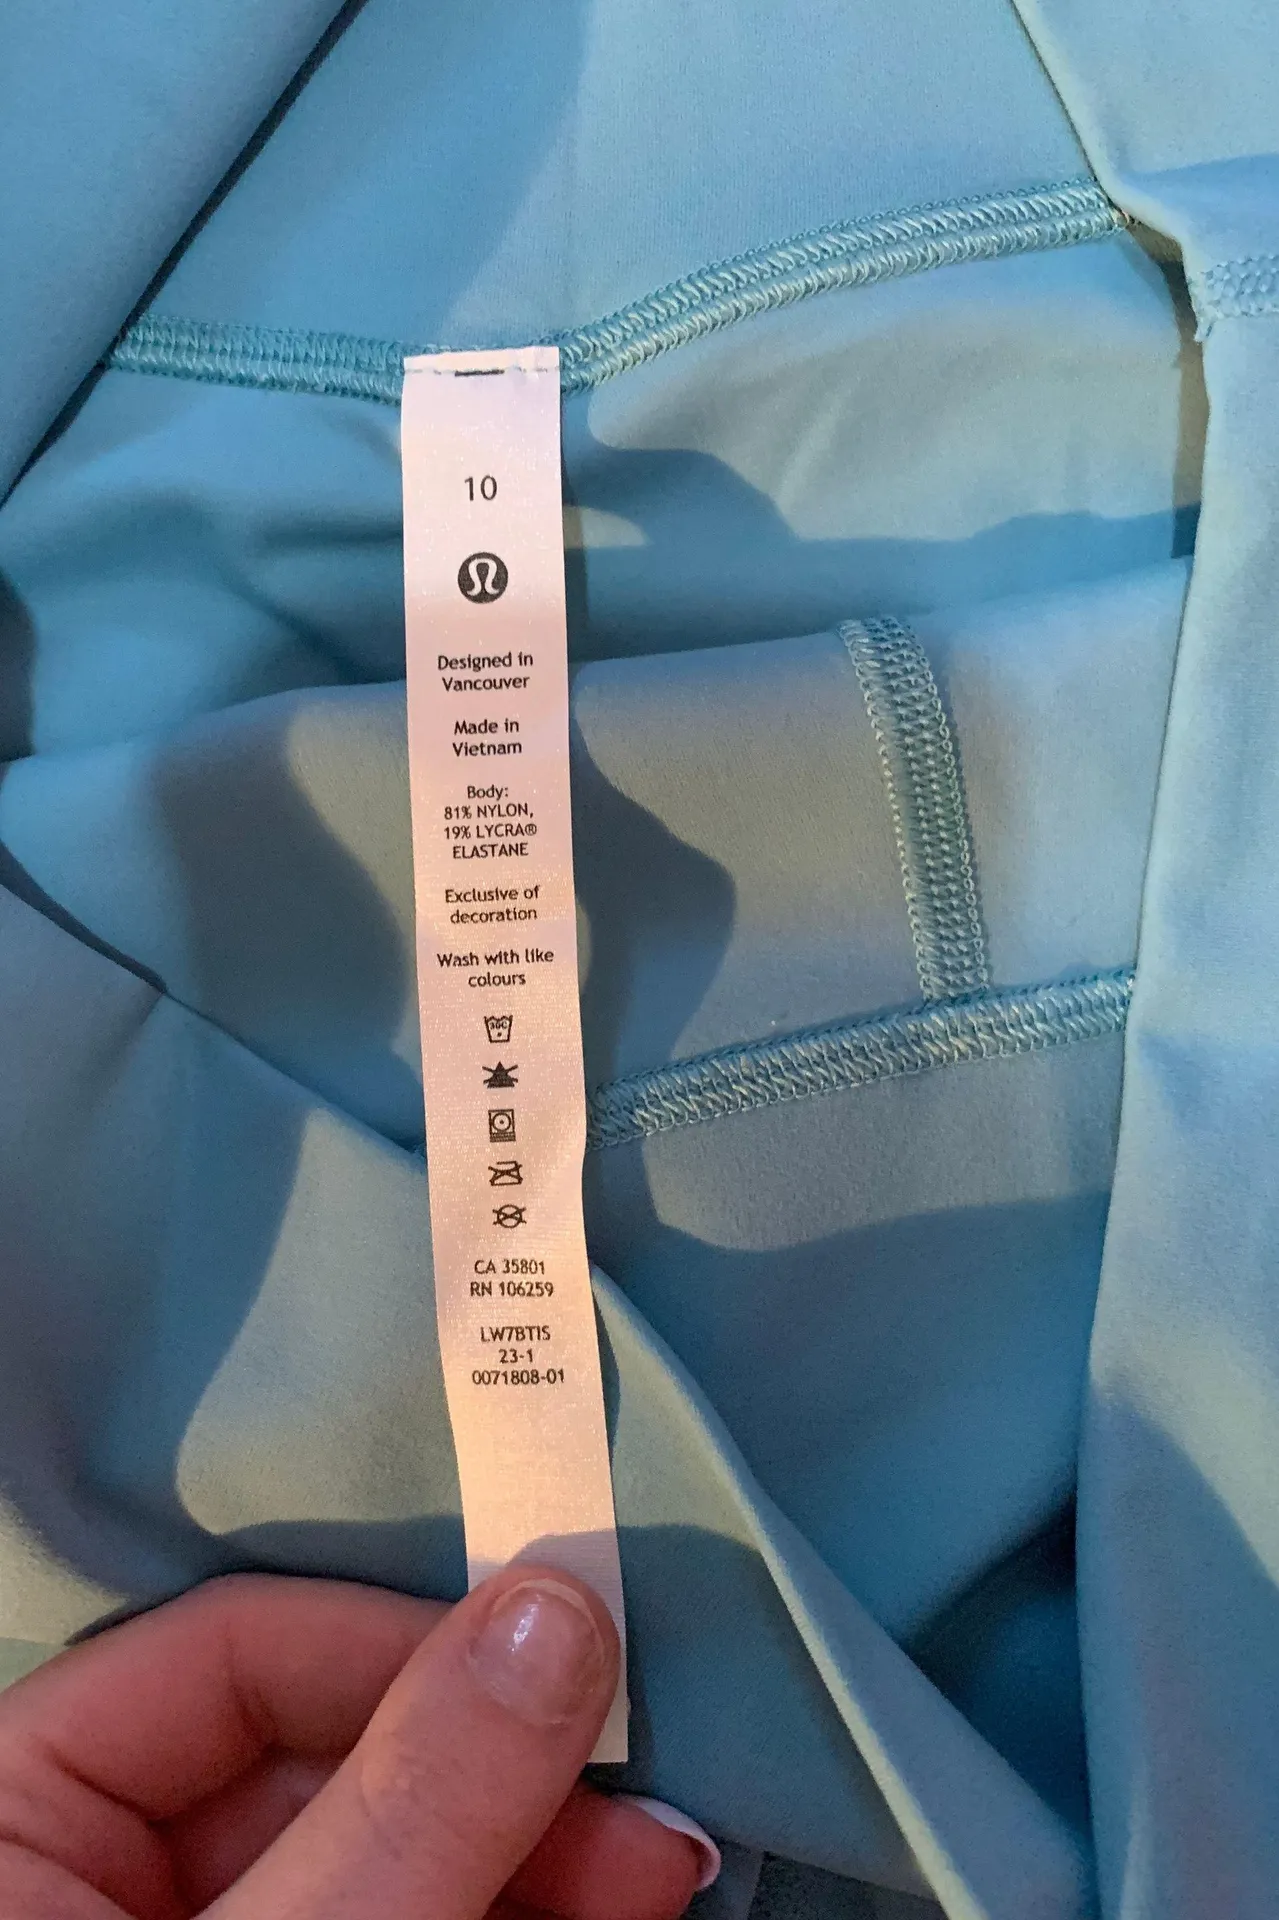 10
Designed in
Vancouver
Made in
Vietnam
Body:
81% NYLON,
19% LYCRA®
ELASTANE
Exclusive of
decoration
Wash with like
colours
30C
CA 35801
RN 106259
LW7BTIS
23-1
0071808-01